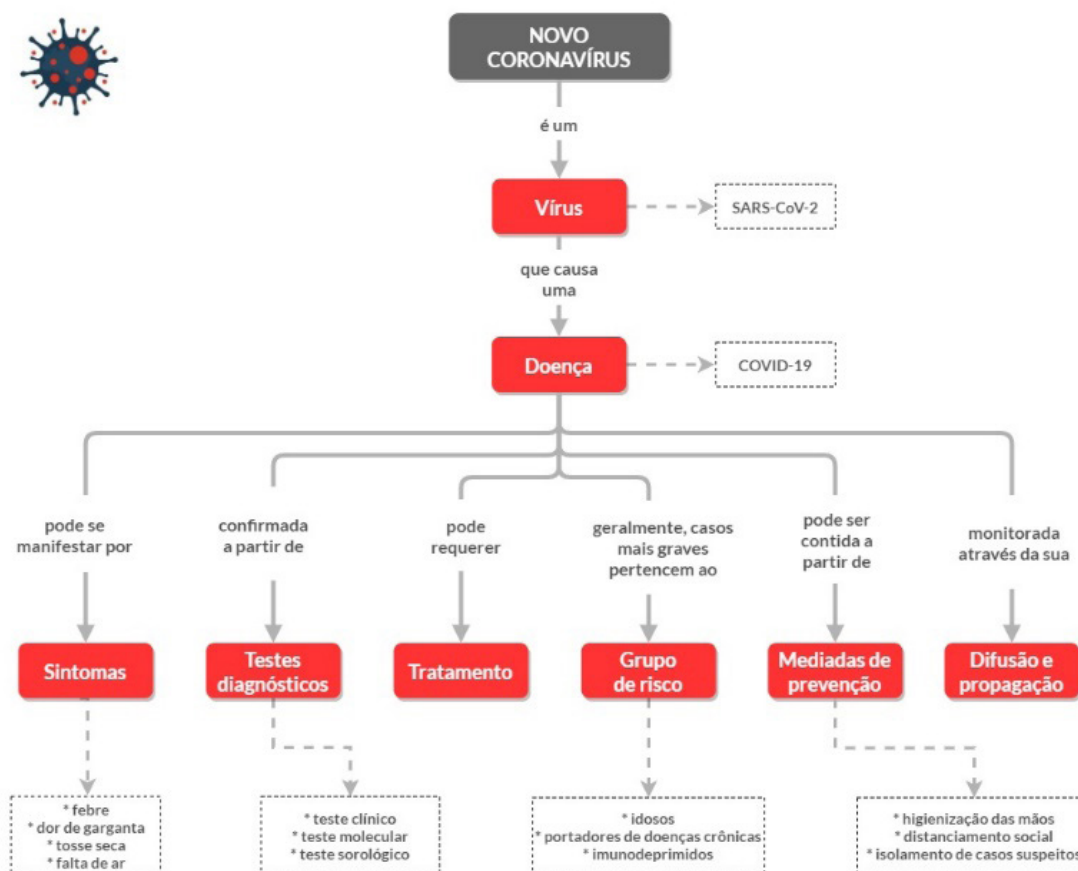 NOVO
CORONAVÍRUS
é um
Vírus
SARS-CoV-2
que causa
uma
Doença
COVID-19
pode se
manifestar por
confirmada
a partir de
pode
requerer
geralmente, casos
mais graves
pertencem ao
pode ser
contida a
partir de
monitorada
através da sua
Sintomas
Testes
diagnósticos
Tratamento
Grupo
de risco
Mediadas de
prevenção
Difusão e
propagação
* febre
* dor de garganta
* tosse seca
* falta de ar
* teste clínico
* teste molecular
* teste sorológico
* idosos
* portadores de doenças crônicas
* imunodeprimidos
* higienização das mãos
* distanciamento social
* isolamento de casos suspeitos